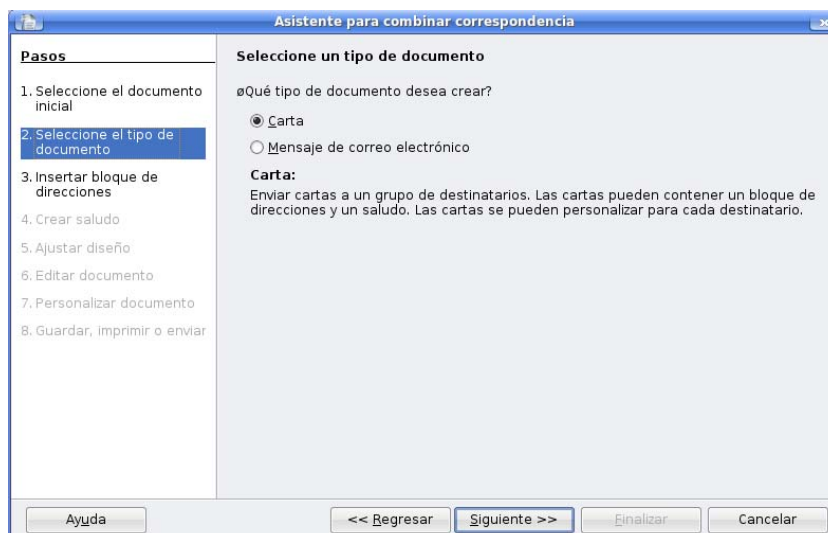 Asistente para combinar correspondencia
Pasos
1. Seleccione el documento
inicial
2. Seleccione el tipo de
documento
3. Insertar bloque de
direcciones
4. Crear saludo
5. Ajustar diseño
6. Editar documento
7. Personalizar documento
8. Guardar, imprimir o enviar
Seleccione un tipo de documento
øQué tipo de documento desea crear?
Carta
Mensaje de correo electrónico
Carta:
Enviar cartas a un grupo de destinatarios. Las cartas pueden contener un bloque de
direcciones y un saludo. Las cartas se pueden personalizar para cada destinatario.
Ayuda
<< Regresar
Siguiente >>
Finalizar
Cancelar